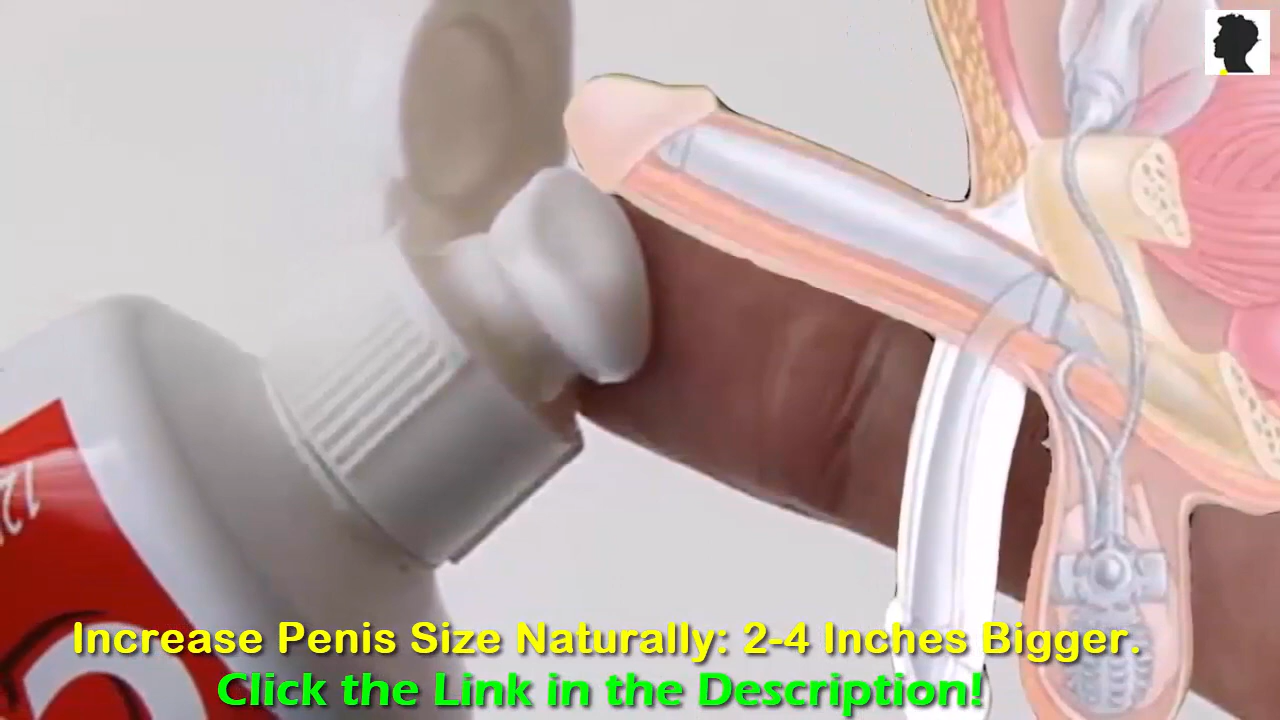 Increase Penis Size Naturally: 2-4 Inches Bigger.
Click the Link in the Description!